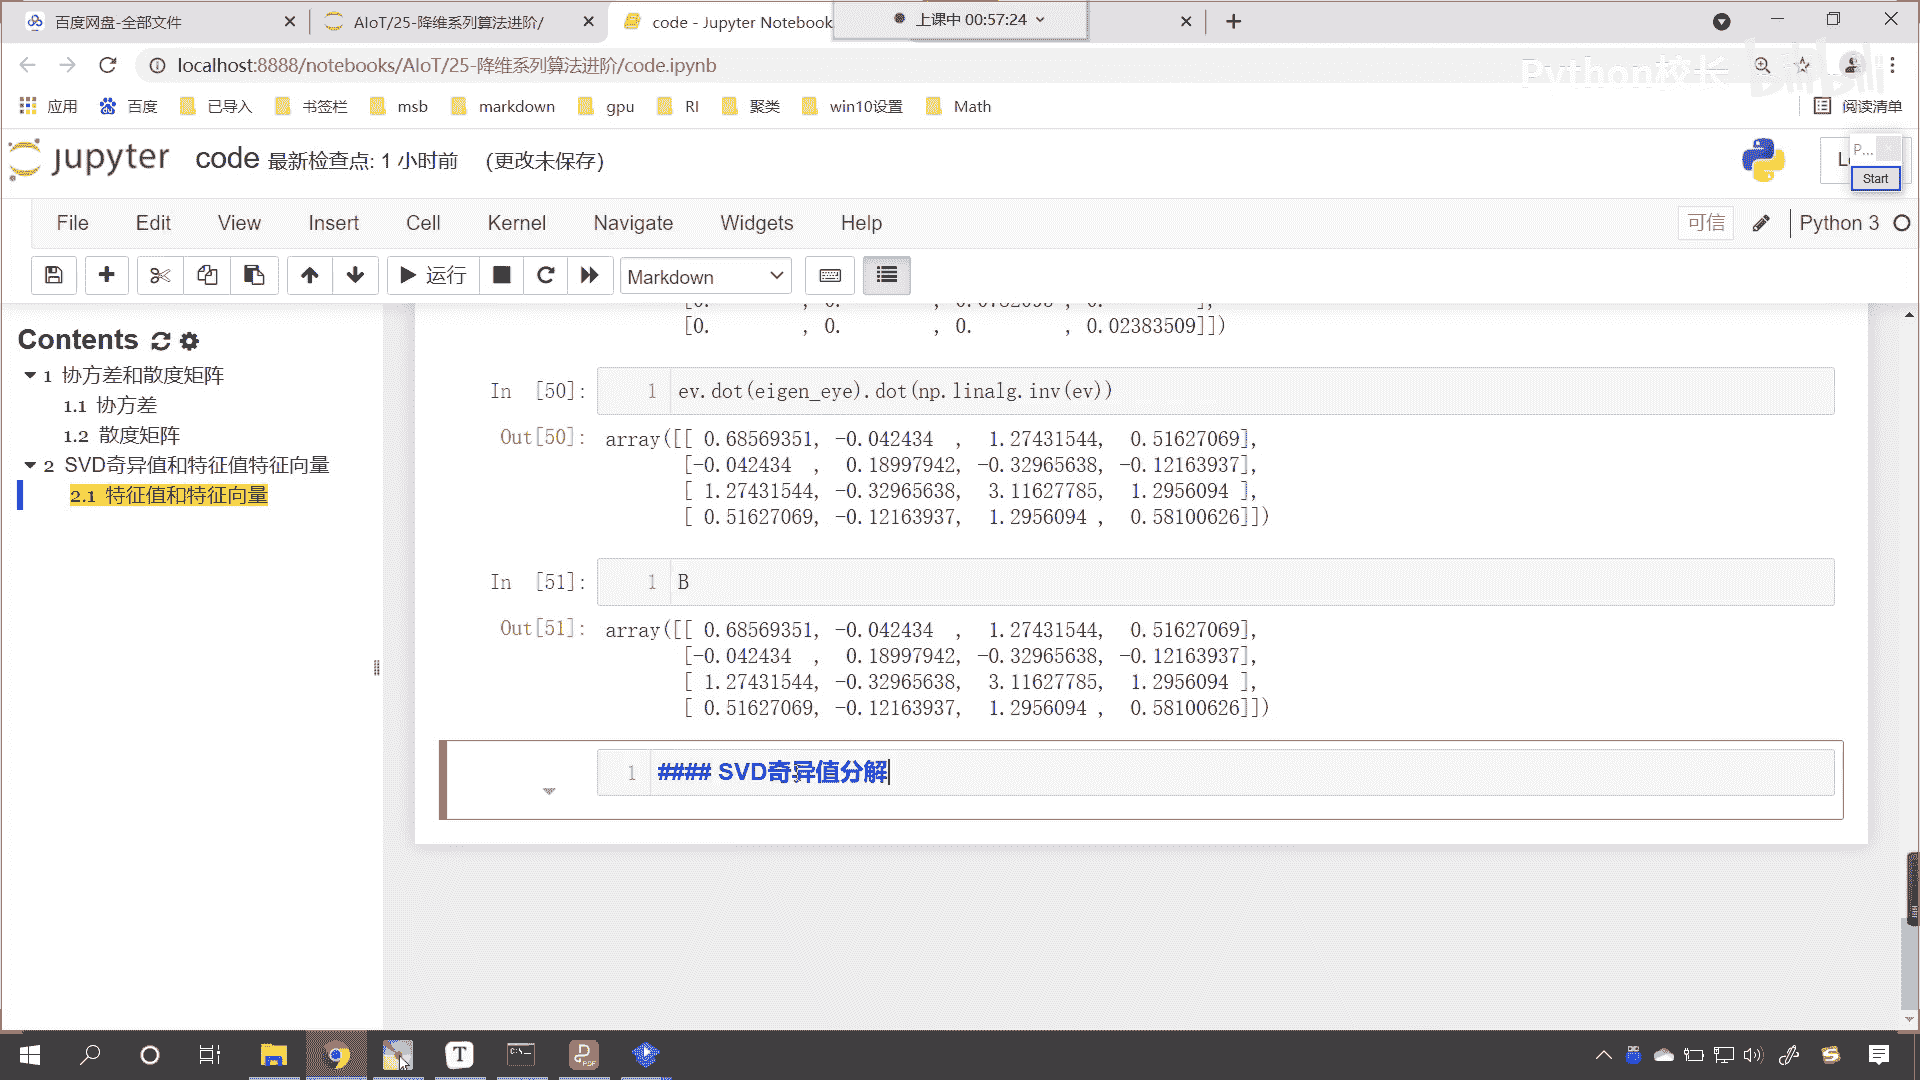 百度网盘-全部文件
AIoT/25-降维系列算法进阶/
code - Jupyter Notebook
上课中 00:57:24
localhost:8888/notebooks/AIoT/25-降维系列算法进阶/code.ipynb
Python校长
bilibili
应用 百度 已导入 书签栏 msb markdown gpu RI 聚类 win10设置 Math 阅读清单
jupyter code 最新检查点: 1 小时前 (更改未保存)
P...
Start
File Edit View Insert Cell Kernel Navigate Widgets Help 可信 Python 3
运行 Markdown
Contents
1 协方差和散度矩阵
1.1 协方差
1.2 散度矩阵
2 SVD奇异值和特征值特征向量
2.1 特征值和特征向量
[0. , 0. , 0. , 0.02383509]])
In [50]: 1 ev.dot(eigen_eye).dot(np.linalg.inv(ev))
Out[50]: array([[ 0.68569351, -0.042434 , 1.27431544, 0.51627069],
[-0.042434 , 0.18997942, -0.32965638, -0.12163937],
[ 1.27431544, -0.32965638, 3.11627785, 1.2956094 ],
[ 0.51627069, -0.12163937, 1.2956094 , 0.58100626]])
In [51]: 1 B
Out[51]: array([[ 0.68569351, -0.042434 , 1.27431544, 0.51627069],
[-0.042434 , 0.18997942, -0.32965638, -0.12163937],
[ 1.27431544, -0.32965638, 3.11627785, 1.2956094 ],
[ 0.51627069, -0.12163937, 1.2956094 , 0.58100626]])
1 #### SVD奇异值分解